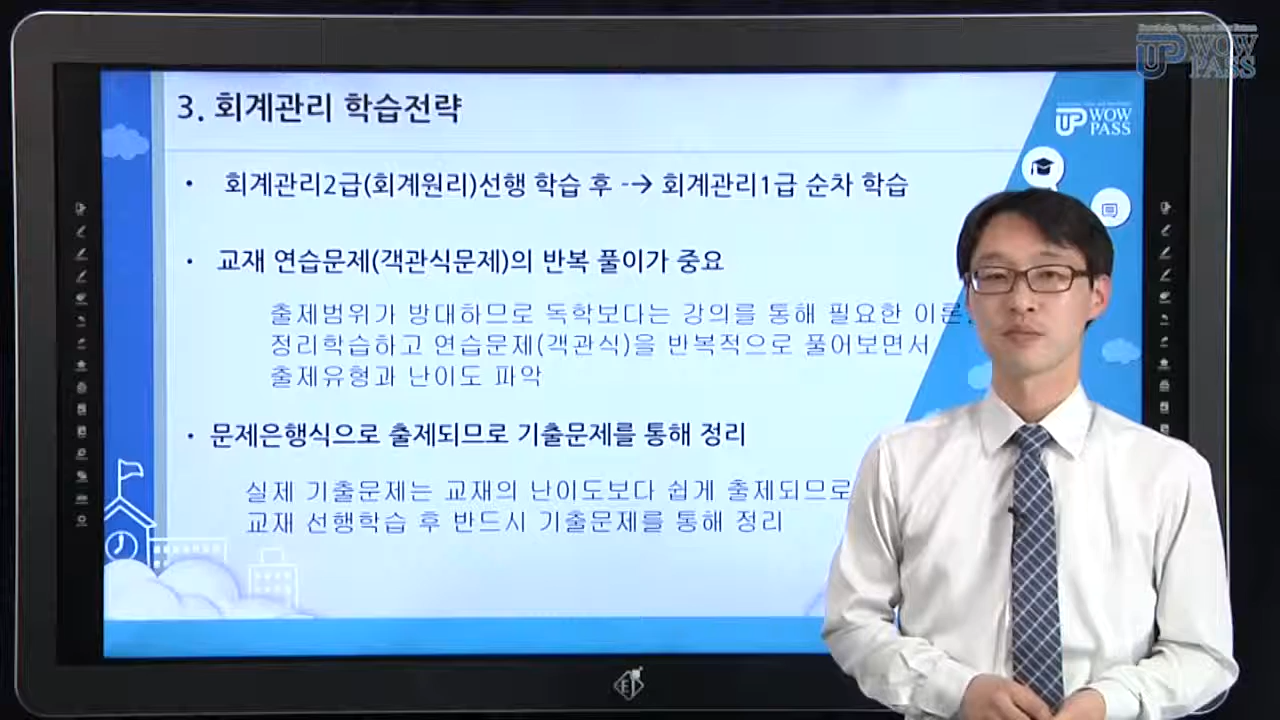 WOW
PASS
3. 회계관리 학습전략
UP WOW
PASS
• 회계관리2급(회계원리)선행 학습 후 --> 회계관리1급 순차 학습
• 교재 연습문제(객관식문제)의 반복 풀이가 중요
출제범위가 방대하므로 독학보다는 강의를 통해 필요한
정리학습하고 연습문제(객관식)을 반복적으로 풀어보면서
출제유형과 난이도 파악
• 문제은행식으로 출제되므로 기출문제를 통해 정리
실제 기출문제는 교재의 난이도보다 쉽게 출제되므로
교재 선행학습 후 반드시 기출문제를 통해 정리